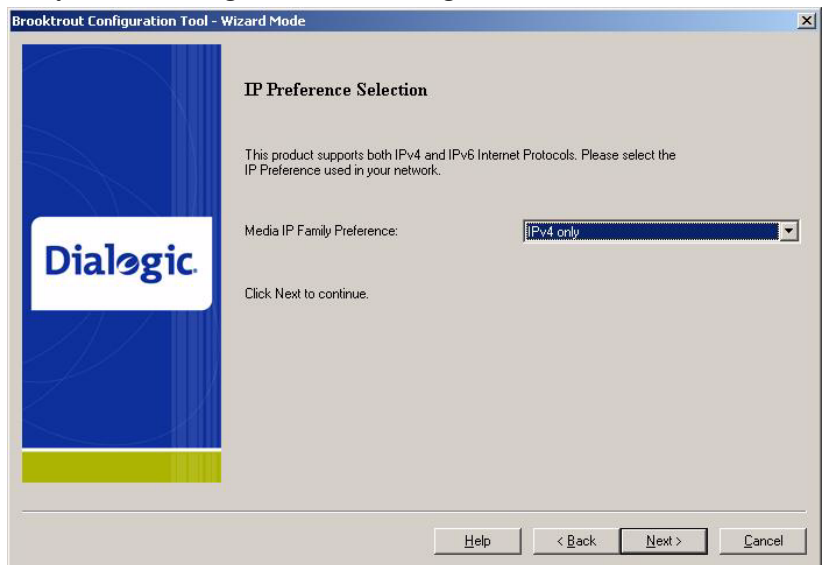 Brooktrout Configuration Tool - Wizard Mode
IP Preference Selection
This product supports both IPv4 and IPv6 Internet Protocols. Please select the
IP Preference used in your network.
Media IP Family Preference:
IPv4 only
Dialogic.
Click Next to continue.
Help
< Back
Next >
Cancel